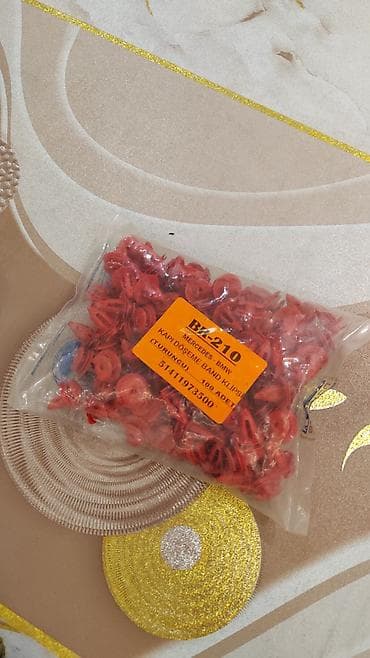 BK-210
MERCEDES - BMW
KAPI DÖŞEME BAND KLİPSİ
(TURUNCU) 100 ADET
51411973500